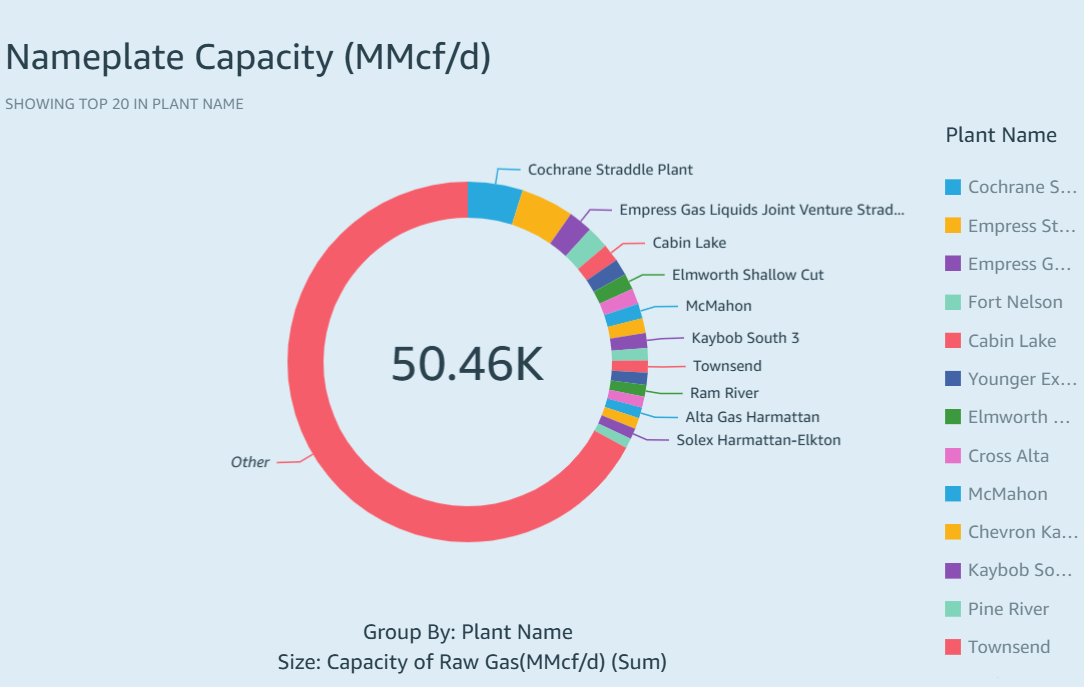 Nameplate Capacity (MMcf/d)
SHOWING TOP 20 IN PLANT NAME
Plant Name
Cochrane S...
Empress St...
Empress G...
Fort Nelson
Cabin Lake
Younger Ex...
Elmworth ...
Cross Alta
McMahon
Chevron Ka...
Kaybob So...
Pine River
Townsend
Cochrane Straddle Plant
Empress Gas Liquids Joint Venture Strad...
Cabin Lake
Elmworth Shallow Cut
McMahon
Kaybob South 3
Townsend
Ram River
Alta Gas Harmattan
Solex Harmattan-Elkton
Other
50.46K
Group By: Plant Name
Size: Capacity of Raw Gas(MMcf/d) (Sum)